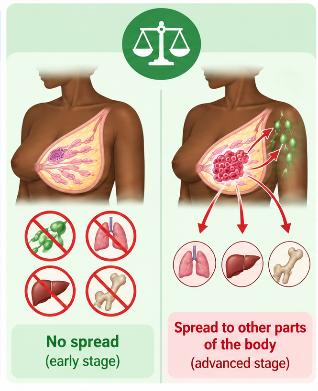 No spread
(early stage)
Spread to other parts
of the body
(advanced stage)